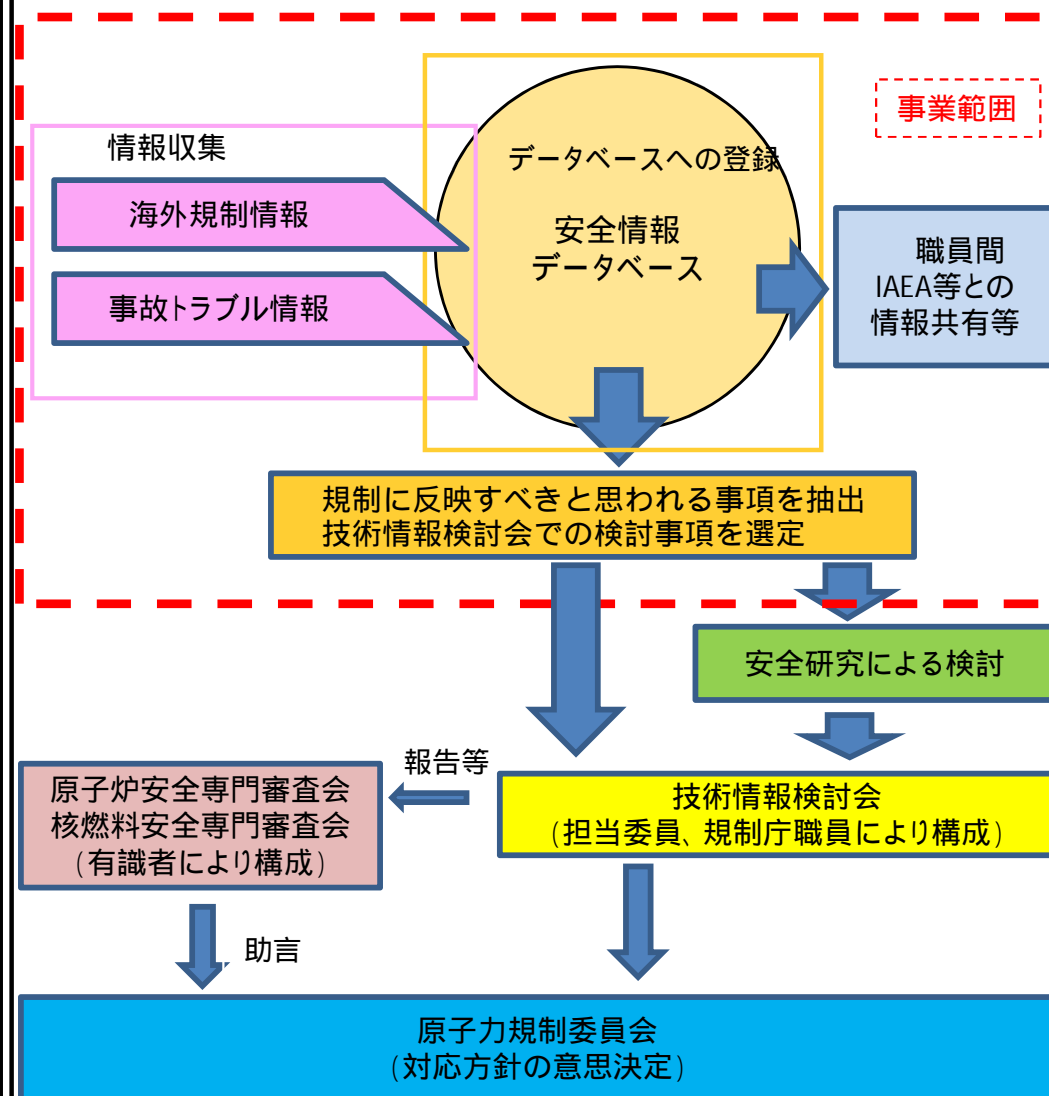 事業範囲
情報収集
海外規制情報
事故トラブル情報
データベースへの登録
安全情報
データベース
職員間
IAEA等との
情報共有等
規制に反映すべきと思われる事項を抽出
技術情報検討会での検討事項を選定
安全研究による検討
報告等
原子炉安全専門審査会
核燃料安全専門審査会
(有識者により構成)
技術情報検討会
(担当委員、規制庁職員により構成)
助言
原子力規制委員会
(対応方針の意思決定)